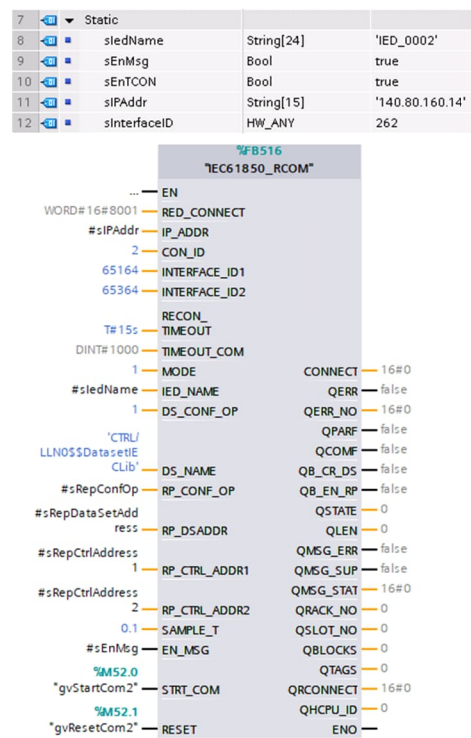 7 Static
8 sIedName String[24] 'IED_0002'
9 sEnMsg Bool true
10 sEnTCON Bool true
11 sIPAddr String[15] '140.80.160.14'
12 sInterfaceID HW_ANY 262
%FB516
"IEC61850_RCOM"
... EN
WORD#16#8001 RED_CONNECT
#sIPAddr IP_ADDR
2 CON_ID
65164 INTERFACE_ID1
65364 INTERFACE_ID2
RECON_
T#15s TIMEOUT
DINT#1000 TIMEOUT_COM
1 MODE CONNECT 16#0
#sIedName IED_NAME QERR false
1 DS_CONF_OP QERR_NO 16#0
QPARF false
'CTRL/
QCOMF false
LLN0$$DatasetIE
CLib' DS_NAME QB_CR_DS false
#sRepConfOp RP_CONF_OP QB_EN_RP false
QSTATE 0
#sRepDataSetAdd
ress RP_DSADDR QLEN 0
QMSG_ERR false
#sRepCtrlAddress
1 RP_CTRL_ADDR1 QMSG_SUP false
QMSG_STAT 16#0
#sRepCtrlAddress
2 RP_CTRL_ADDR2 QRACK_NO 0
0.1 SAMPLE_T QSLOT_NO 0
#sEnMsg EN_MSG QBLOCKS 0
%M52.0 QTAGS 0
"gvStartCom2" STRT_COM QRCONNECT 16#0
%M52.1 QHCPU_ID 0
"gvResetCom2" RESET ENO